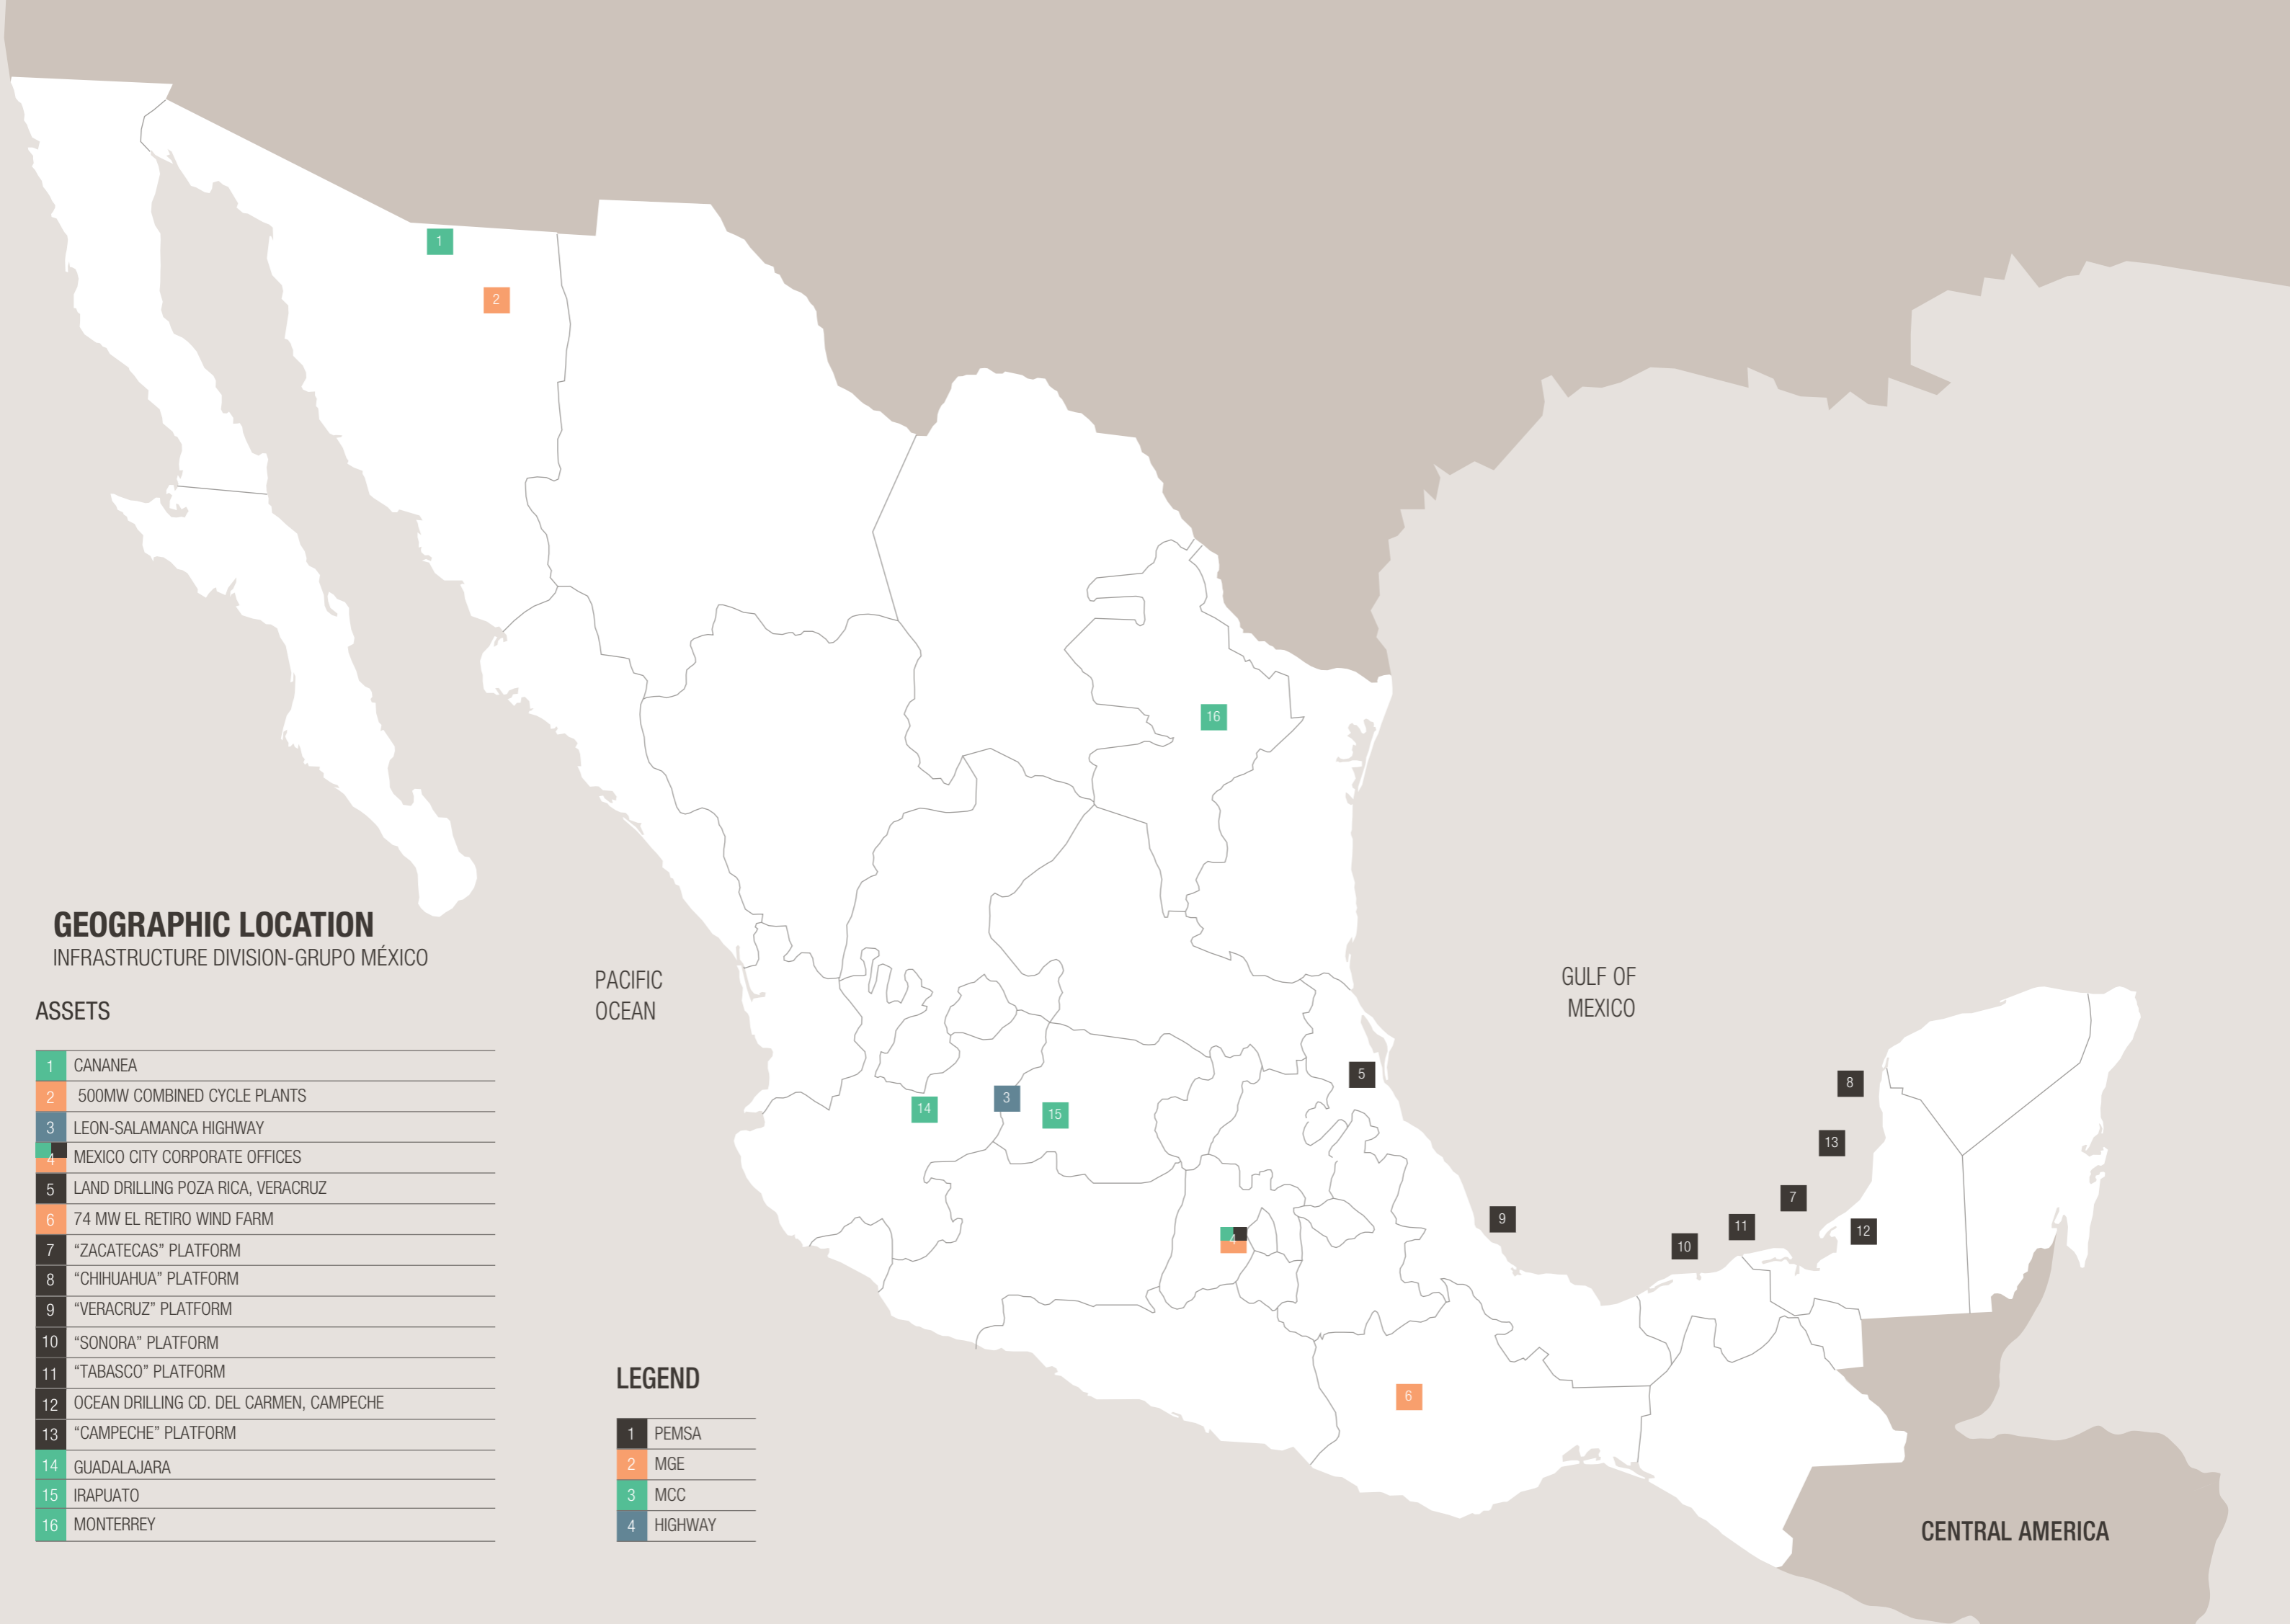 1
2
16
GEOGRAPHIC LOCATION
INFRASTRUCTURE DIVISION-GRUPO MÉXICO
PACIFIC
OCEAN
GULF OF
MEXICO
ASSETS
1 CANANEA
2 500MW COMBINED CYCLE PLANTS
3 LEON-SALAMANCA HIGHWAY
4 MEXICO CITY CORPORATE OFFICES
5 LAND DRILLING POZA RICA, VERACRUZ
6 74 MW EL RETIRO WIND FARM
7 “ZACATECAS” PLATFORM
8 “CHIHUAHUA” PLATFORM
9 “VERACRUZ” PLATFORM
10 “SONORA” PLATFORM
11 “TABASCO” PLATFORM
12 OCEAN DRILLING CD. DEL CARMEN, CAMPECHE
13 “CAMPECHE” PLATFORM
14 GUADALAJARA
15 IRAPUATO
16 MONTERREY
5
8
3
14
15
13
7
9
11
12
4
10
6
LEGEND
1 PEMSA
2 MGE
3 MCC
4 HIGHWAY
CENTRAL AMERICA